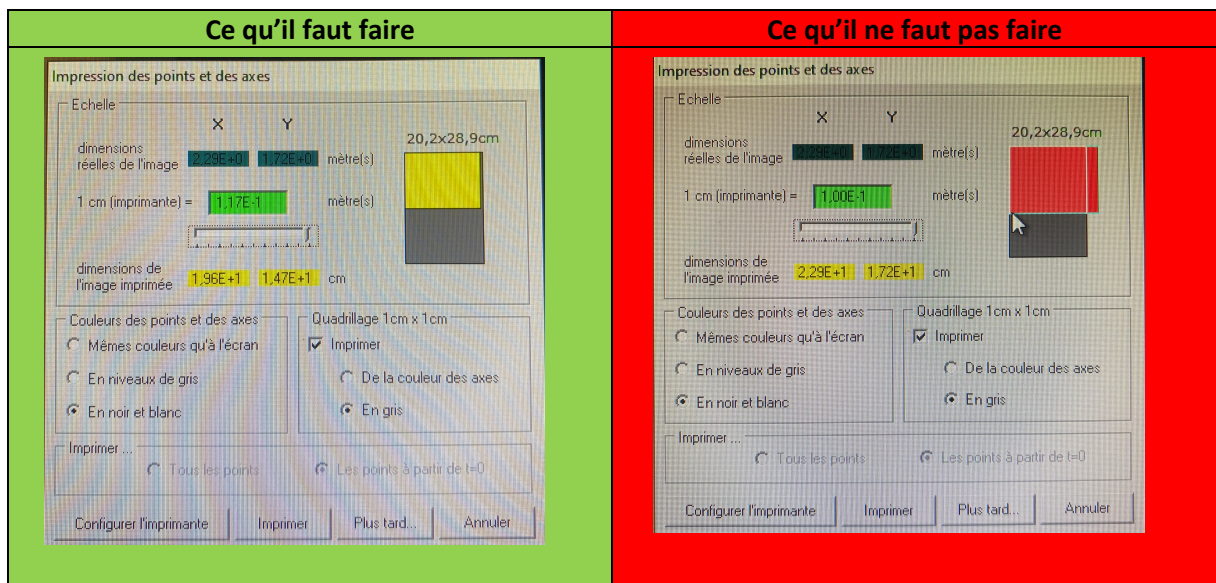 Ce qu'il faut faire
Impression des points et des axes
Echelle
X Y
20,2x28,9cm
dimensions
réelles de l'image 2,29E+0 1,72E+0 mètre(s)
1 cm (imprimante) = 1,17E-1 mètre(s)
dimensions de
l'image imprimée 1,96E+1 1,47E+1 cm
Couleurs des points et des axes
Mêmes couleurs qu'à l'écran
En niveaux de gris
En noir et blanc
Quadrillage 1cm x 1cm
Imprimer
De la couleur des axes
En gris
Imprimer ...
Tous les points Les points à partir de t=0
Configurer l'imprimante Imprimer Plus tard... Annuler
Ce qu'il ne faut pas faire
Impression des points et des axes
Echelle
X Y
20,2x28,9cm
dimensions
réelles de l'image 2,29E+0 1,72E+0 mètre(s)
1 cm (imprimante) = 1,00E-1 mètre(s)
dimensions de
l'image imprimée 2,29E+1 1,72E+1 cm
Couleurs des points et des axes
Mêmes couleurs qu'à l'écran
En niveaux de gris
En noir et blanc
Quadrillage 1cm x 1cm
Imprimer
De la couleur des axes
En gris
Imprimer ...
Tous les points Les points à partir de t=0
Configurer l'imprimante Imprimer Plus tard... Annuler